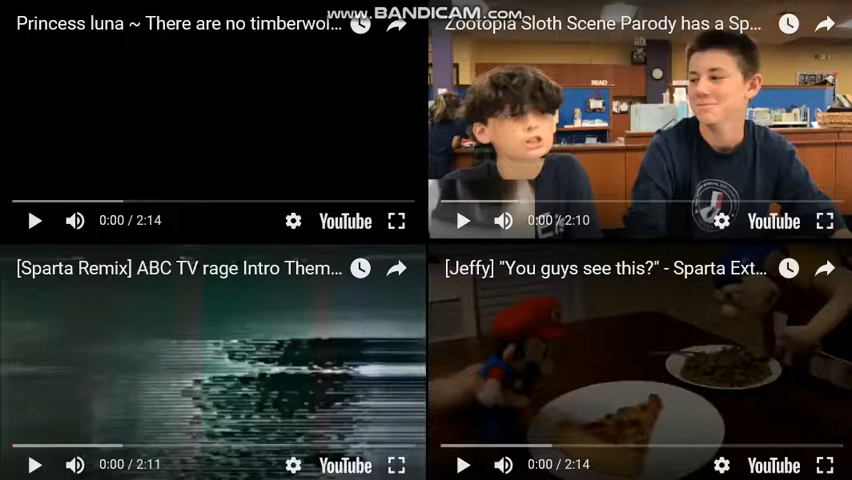 www.BANDICAM.com
Princess luna ~ There are no timberwol...
Zootopia Sloth Scene Parody has a Sp...
READ
0:00 / 2:14
YouTube
0:00 / 2:10
YouTube
[Sparta Remix] ABC TV rage Intro Them...
[Jeffy] "You guys see this?" - Sparta Ext...
0:00 / 2:11
YouTube
0:00 / 2:14
YouTube